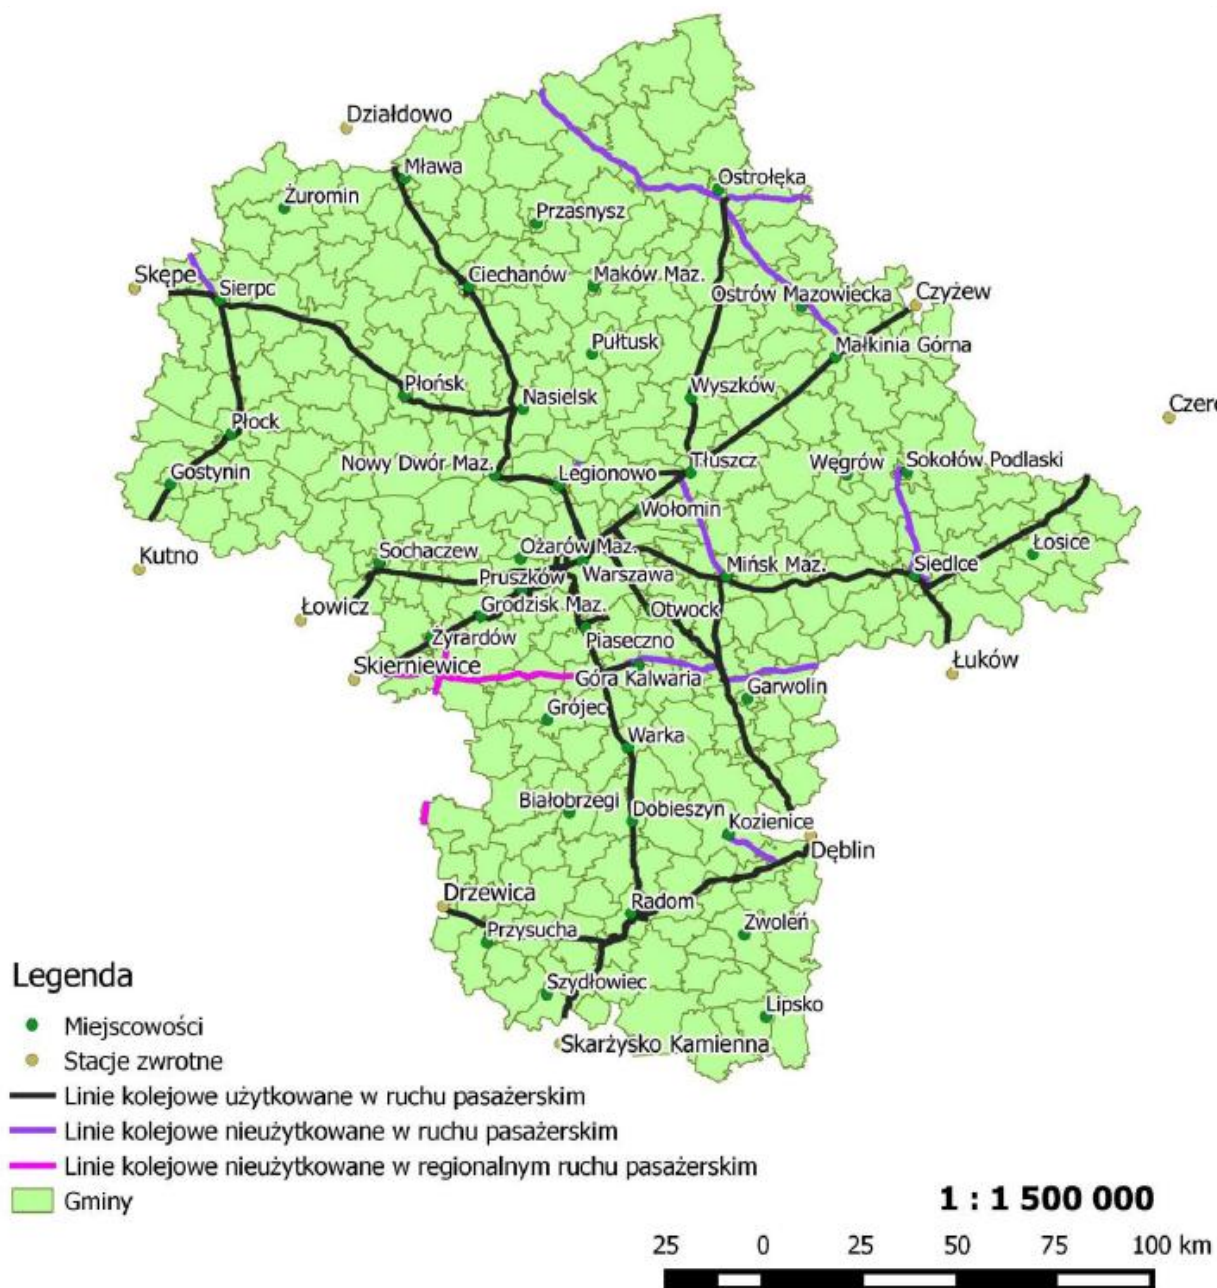 Działdowo
Mława
Ostrołęka
Żuromin
Przasnysz
Skępe
Sierpc
Ciechanów
Maków Maz.
Ostrów Mazowiecka
Czyżew
Pułtusk
Małkinia Górna
Płońsk
Nasielsk
Wyszków
Czer
Płock
Gostynin
Nowy Dwór Maz.
Legionowo
Tłuszcz
Węgrów
Sokołów Podlaski
Wołomin
Kutno
Sochaczew
Ożarów Maz.
Łosice
Pruszków
Warszawa
Mińsk Maz.
Siedlce
Łowicz
Grodzisk Maz.
Otwock
Żyrardów
Piaseczno
Skierniewice
Łuków
Góra Kalwaria
Garwolin
Grójec
Warka
Białobrzegi
Dobieszyn
Kozienice
Dęblin
Drzewica
Radom
Przysucha
Zwoleń
Szydłowiec
Lipsko
Skarżysko Kamienna
Legenda
Miejscowości
Stacje zwrotne
Linie kolejowe użytkowane w ruchu pasażerskim
Linie kolejowe nieużytkowane w ruchu pasażerskim
Linie kolejowe nieużytkowane w regionalnym ruchu pasażerskim
Gminy
1 : 1 500 000
25 0 25 50 75 100 km